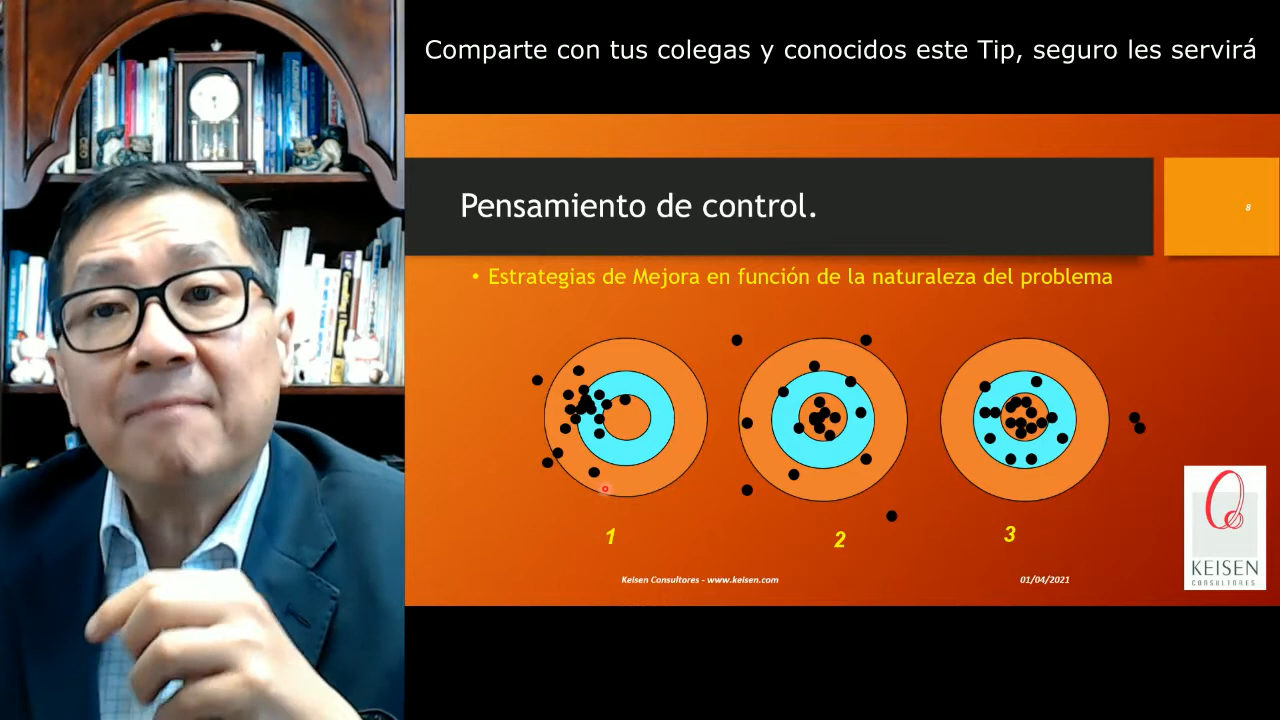 Comparte con tus colegas y conocidos este Tip, seguro les servirá
Pensamiento de control.
8
• Estrategias de Mejora en función de la naturaleza del problema
1
2
3
Keisen Consultores - www.keisen.com
01/04/2021
KEISEN
CONSULTORES